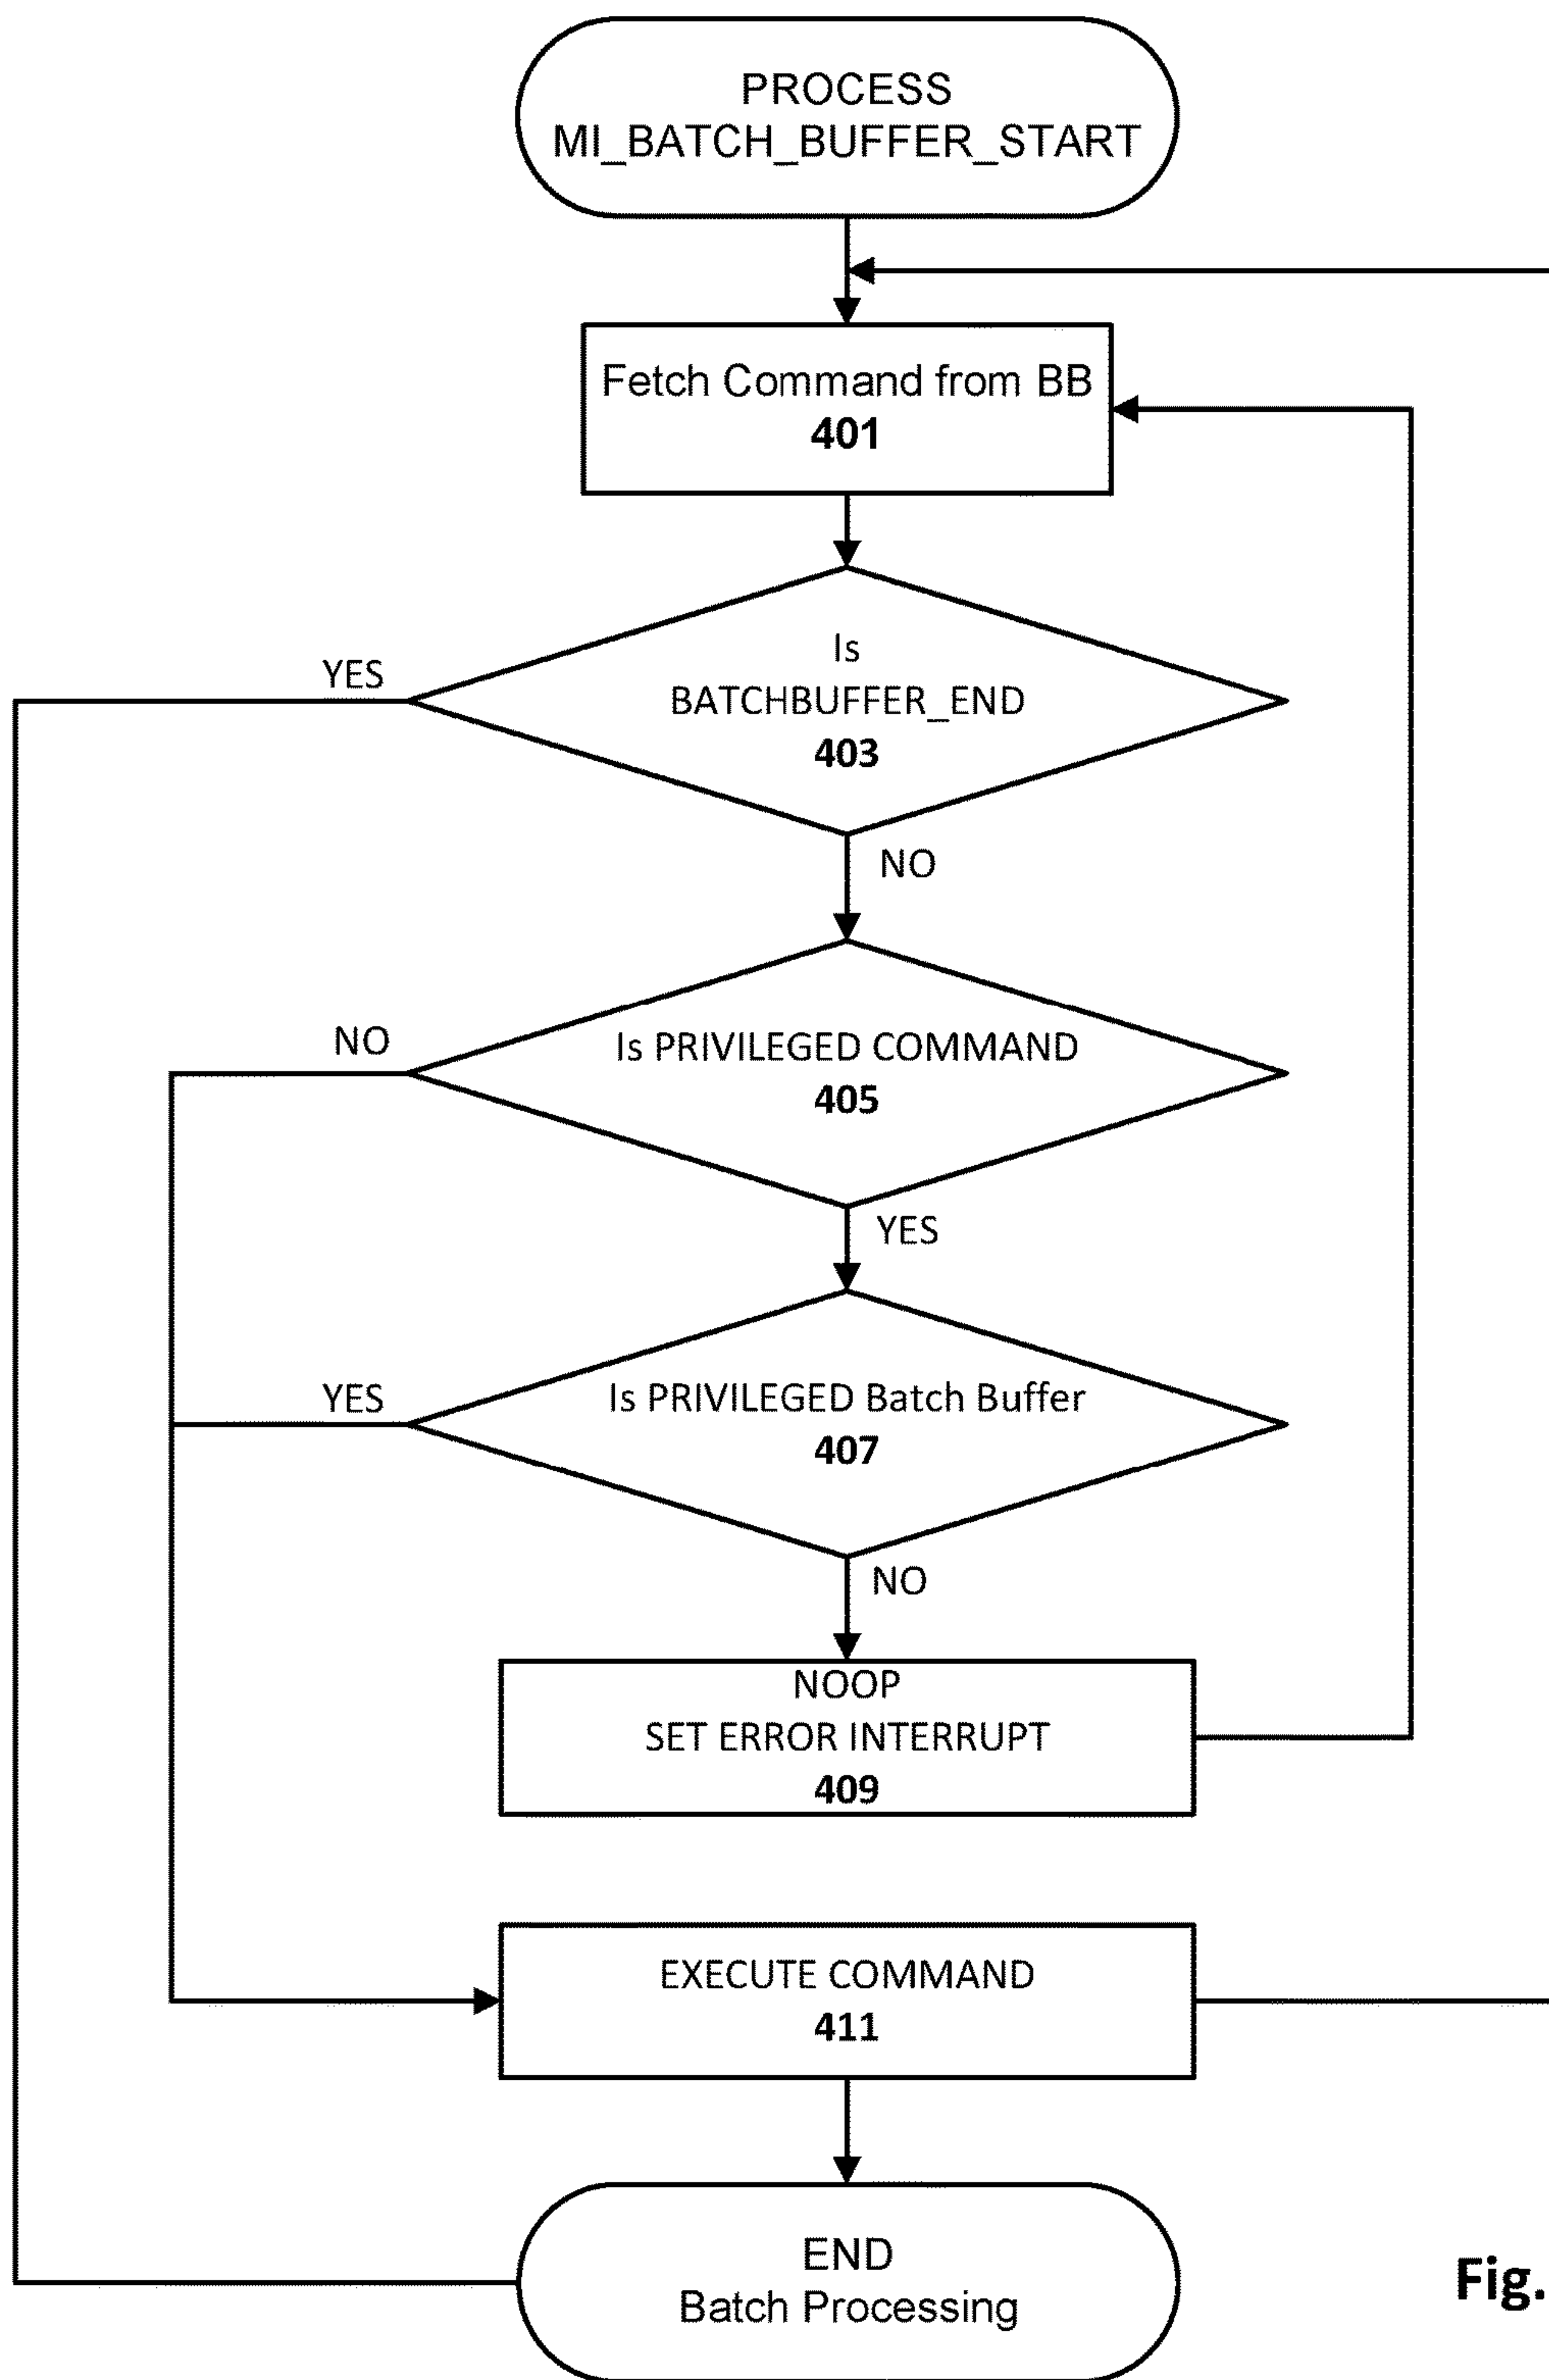 PROCESS
MI_BATCH_BUFFER_START
Fetch Command from BB
401
Is
YES
BATCHBUFFER_END
403
NO
NO
Is PRIVILEGED COMMAND
405
YES
YES
Is PRIVILEGED Batch Buffer
407
NO
NOOP
SET ERROR INTERRUPT
409
EXECUTE COMMAND
411
END
Batch Processing
Fig.